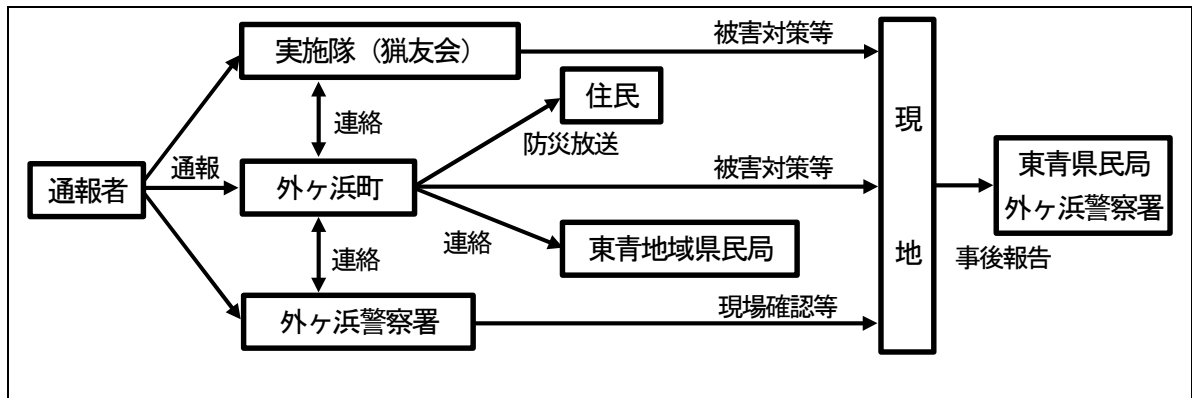 実施隊（猟友会）
被害対策等
住民
連絡
防災放送
現
通報
通報者
外ヶ浜町
被害対策等
東青県民局
外ヶ浜警察署
連絡
連絡
東青地域県民局
地
事後報告
外ヶ浜警察署
現場確認等